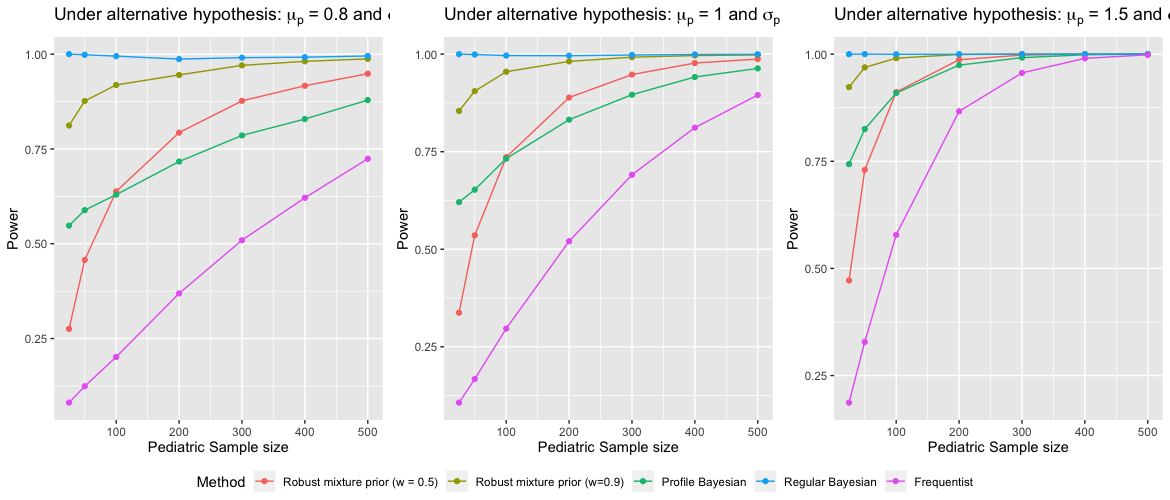 Under alternative hypothesis: μp = 0.8 and
Under alternative hypothesis: μp = 1 and σp
Under alternative hypothesis: μp = 1.5 and
Power
1.00
0.75
0.50
0.25
100 200 300 400 500
Pediatric Sample size
Power
1.00
0.75
0.50
0.25
100 200 300 400 500
Pediatric Sample size
Power
1.00
0.75
0.50
0.25
100 200 300 400 500
Pediatric Sample size
Method Robust mixture prior (w = 0.5) Robust mixture prior (w=0.9) Profile Bayesian Regular Bayesian Frequentist